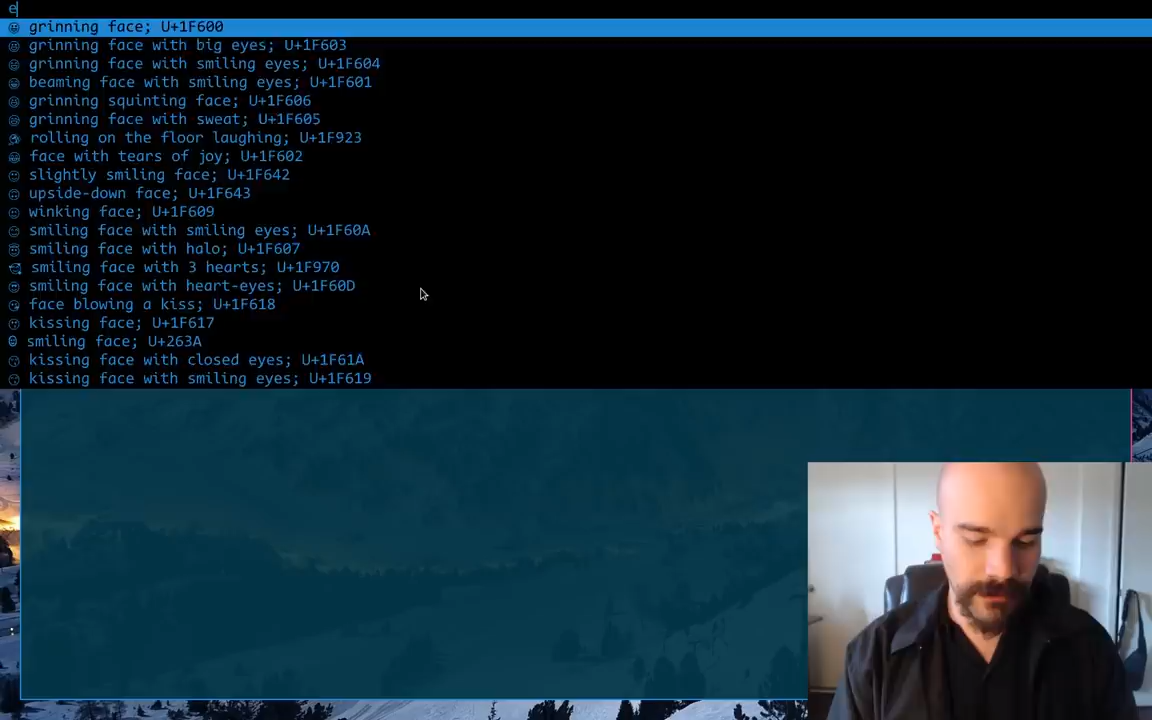 e
grinning face; U+1F600
grinning face with big eyes; U+1F603
grinning face with smiling eyes; U+1F604
beaming face with smiling eyes; U+1F601
grinning squinting face; U+1F606
grinning face with sweat; U+1F605
rolling on the floor laughing; U+1F923
face with tears of joy; U+1F602
slightly smiling face; U+1F642
upside-down face; U+1F643
winking face; U+1F609
smiling face with smiling eyes; U+1F60A
smiling face with halo; U+1F607
smiling face with 3 hearts; U+1F970
smiling face with heart-eyes; U+1F60D
face blowing a kiss; U+1F618
kissing face; U+1F617
smiling face; U+263A
kissing face with closed eyes; U+1F61A
kissing face with smiling eyes; U+1F619